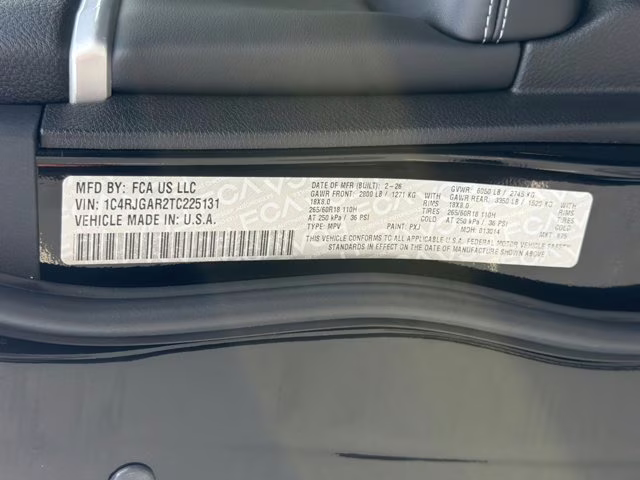 MFD BY: FCA US LLC
VIN: 1C4RJGAR2TC225131
VEHICLE MADE IN U.S.A.
DATE OF MFR (BUILT): 2-26 GVWR: 6050 LB / 2745 KG
GAWR FRONT: 2800 LB / 1271 KG WITH GAWR REAR: 3350 LB / 1520 KG WITH
18X8.0 RIMS 18X8.0 RIMS
265/60R18 110H TIRES 265/60R18 110H TIRES
AT 250 kPa / 36 PSI COLD AT 250 kPa / 36 PSI COLD
TYPE: MPV PAINT: PXJ MDH: 013014
MKT:
THIS VEHICLE CONFORMS TO ALL APPLICABLE U.S.A. FEDERAL MOTOR VEHICLE SAFETY
STANDARDS IN EFFECT ON THE DATE OF MANUFACTURE SHOWN ABOVE.